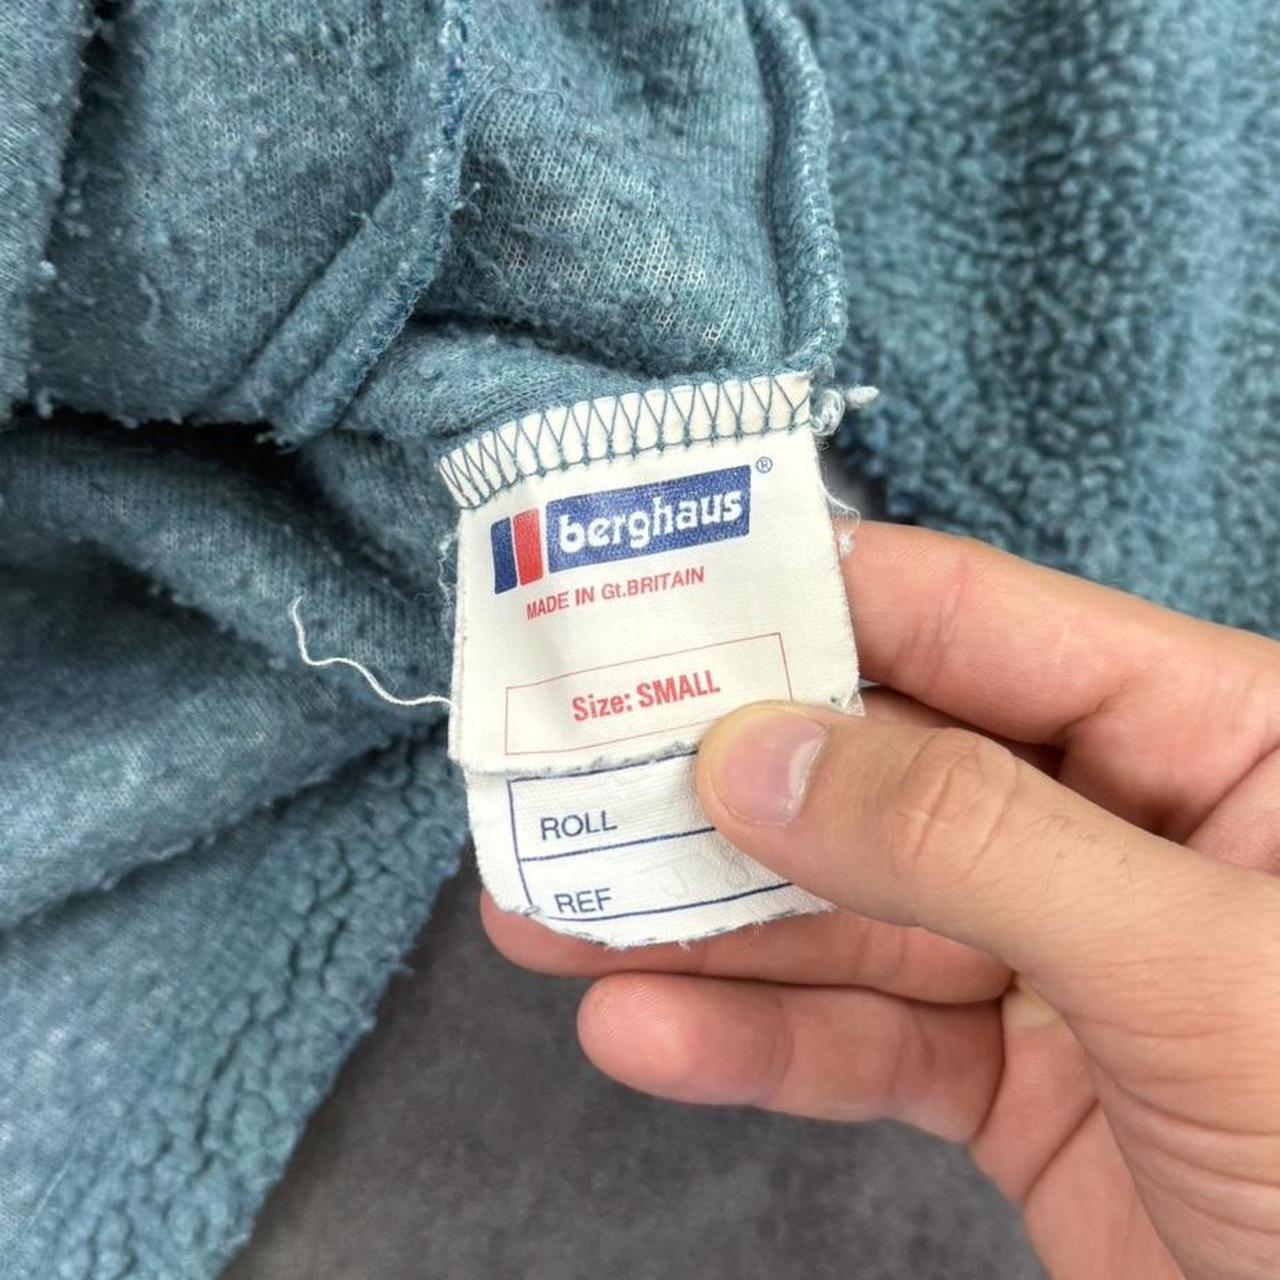 berghaus®
MADE IN Gt.BRITAIN
Size: SMALL
ROLL
REF